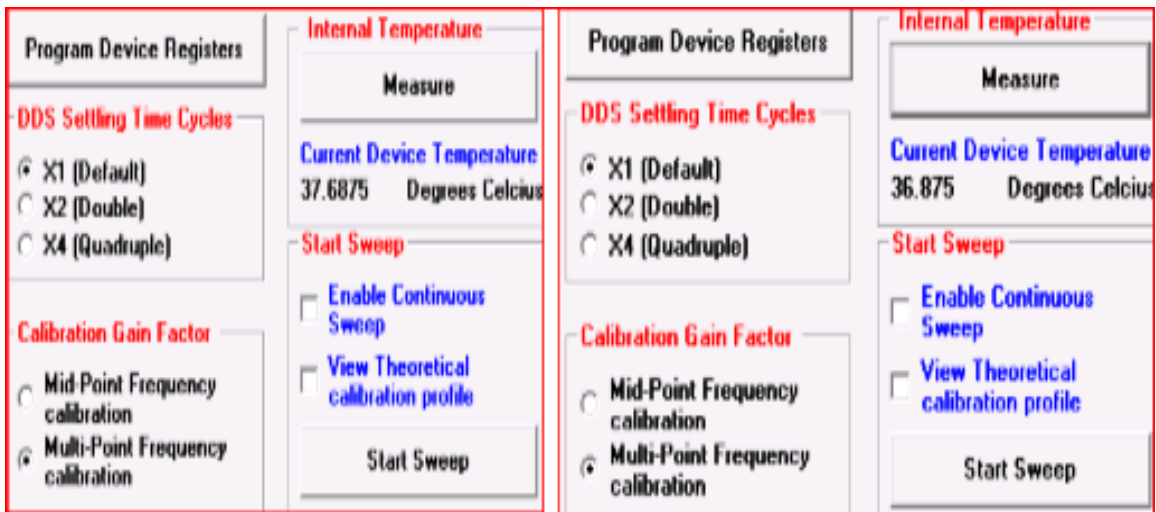 Program Device Registers
DDS Settling Time Cycles
X1 (Default)
X2 (Double)
X4 (Quadruple)
Calibration Gain Factor
Mid-Point Frequency
calibration
Multi-Point Frequency
calibration
Internal Temperature
Measure
Current Device Temperature
37.6875 Degrees Celcius
Start Sweep
Enable Continuous
Sweep
View Theoretical
calibration profile
Start Sweep
Program Device Registers
DDS Settling Time Cycles
X1 (Default)
X2 (Double)
X4 (Quadruple)
Calibration Gain Factor
Mid-Point Frequency
calibration
Multi-Point Frequency
calibration
Internal Temperature
Measure
Current Device Temperature
36.875 Degrees Celcius
Start Sweep
Enable Continuous
Sweep
View Theoretical
calibration profile
Start Sweep